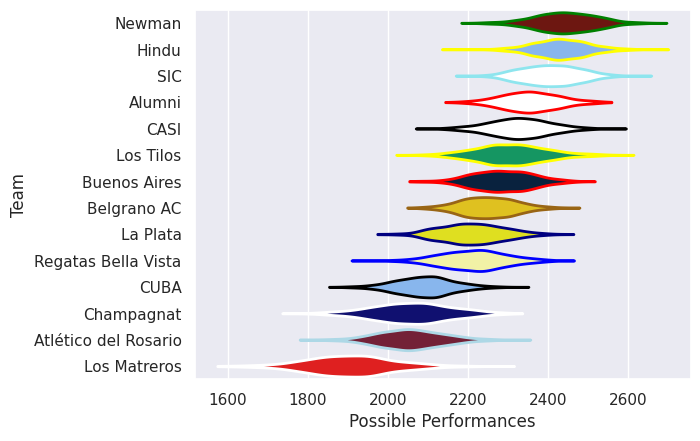 Newman
Hindu
SIC
Alumni
CASI
Los Tilos
Buenos Aires
Belgrano AC
La Plata
Regatas Bella Vista
CUBA
Champagnat
Atlético del Rosario
Los Matreros
Team
1600 1800 2000 2200 2400 2600
Possible Performances